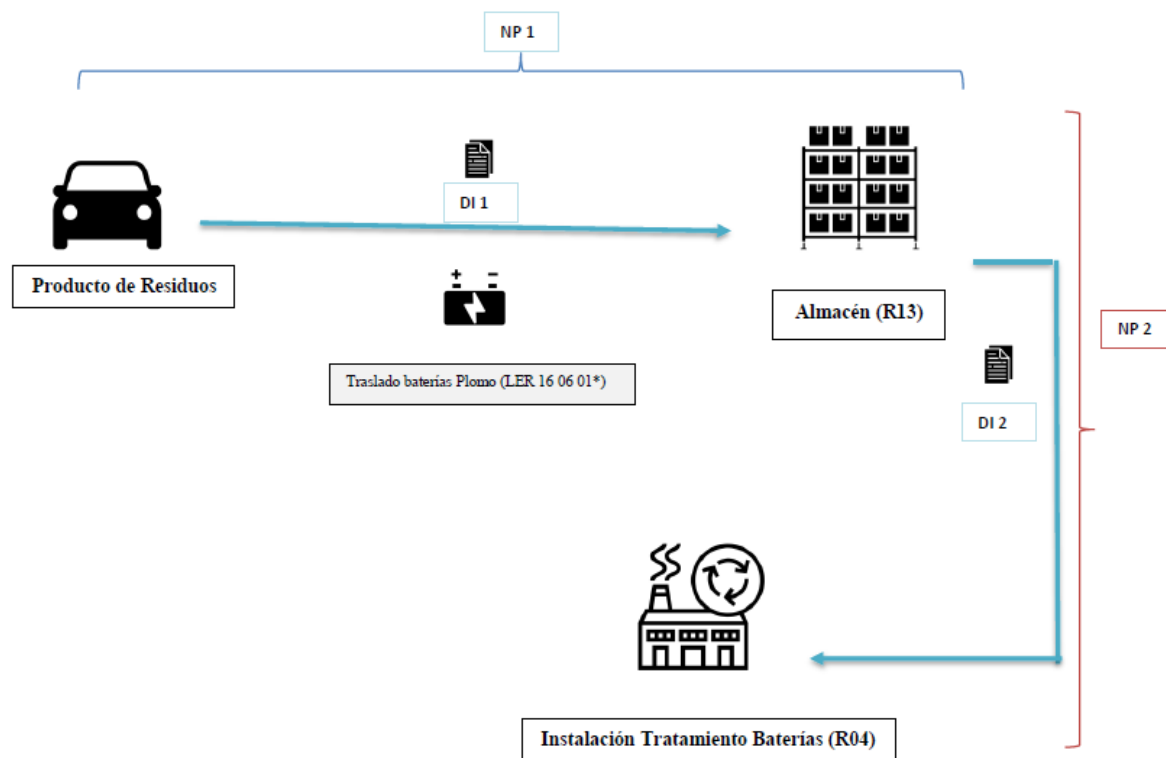 NP 1
DI 1
Producto de Residuos
Almacén (R13)
NP 2
Traslado baterías Plomo (LER 16 06 01*)
DI 2
Instalación Tratamiento Baterías (R04)